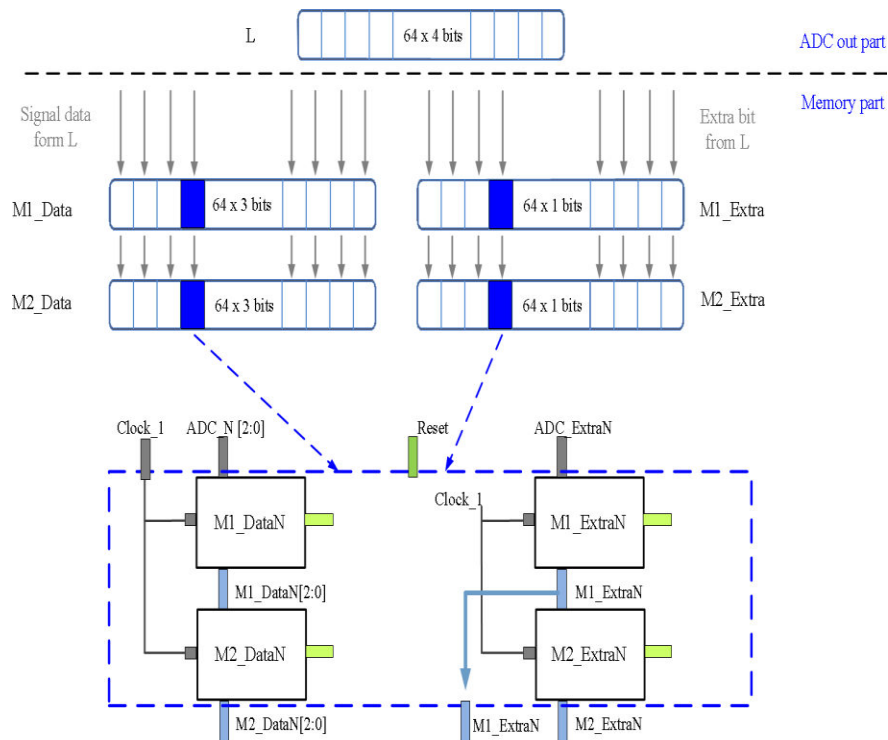 L
64 x 4 bits
ADC out part
Memory part
Signal data
form L
Extra bit
from L
M1_Data
64 x 3 bits
64 x 1 bits
M1_Extra
M2_Data
64 x 3 bits
64 x 1 bits
M2_Extra
Clock_1
ADC_N [2:0]
Reset
ADC_ExtraN
Clock_1
M1_DataN
M1_ExtraN
M1_DataN[2:0]
M1_ExtraN
M2_DataN
M2_ExtraN
M2_DataN[2:0]
M1_ExtraN
M2_ExtraN